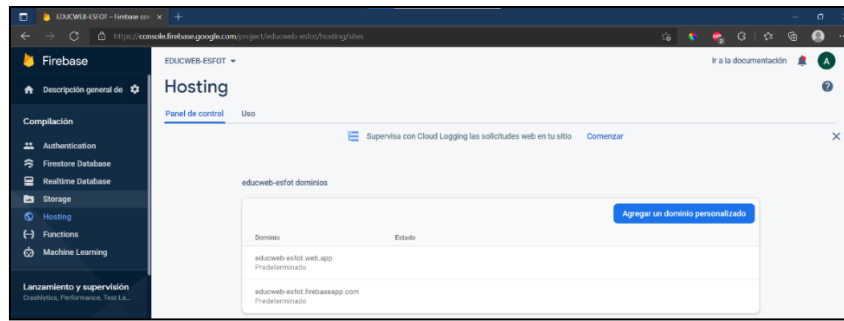 EDUCWEB-ESFOT – Firebase con
https://console.firebase.google.com/project/educweb-esfot/hosting/sites
Firebase
EDUCWEB-ESFOT
Ir a la documentación
A
Descripción general de
Hosting
Compilación
Panel de control Uso
Supervisa con Cloud Logging las solicitudes web en tu sitio Comenzar
Authentication
Firestore Database
Realtime Database
Storage
Hosting
Functions
Machine Learning
educweb-esfot dominios
Agregar un dominio personalizado
Dominio Estado
educweb-esfot.web.app
Predeterminado
educweb-esfot.firebaseapp.com
Predeterminado
Lanzamiento y supervisión
Crashlytics, Performance, Test La...